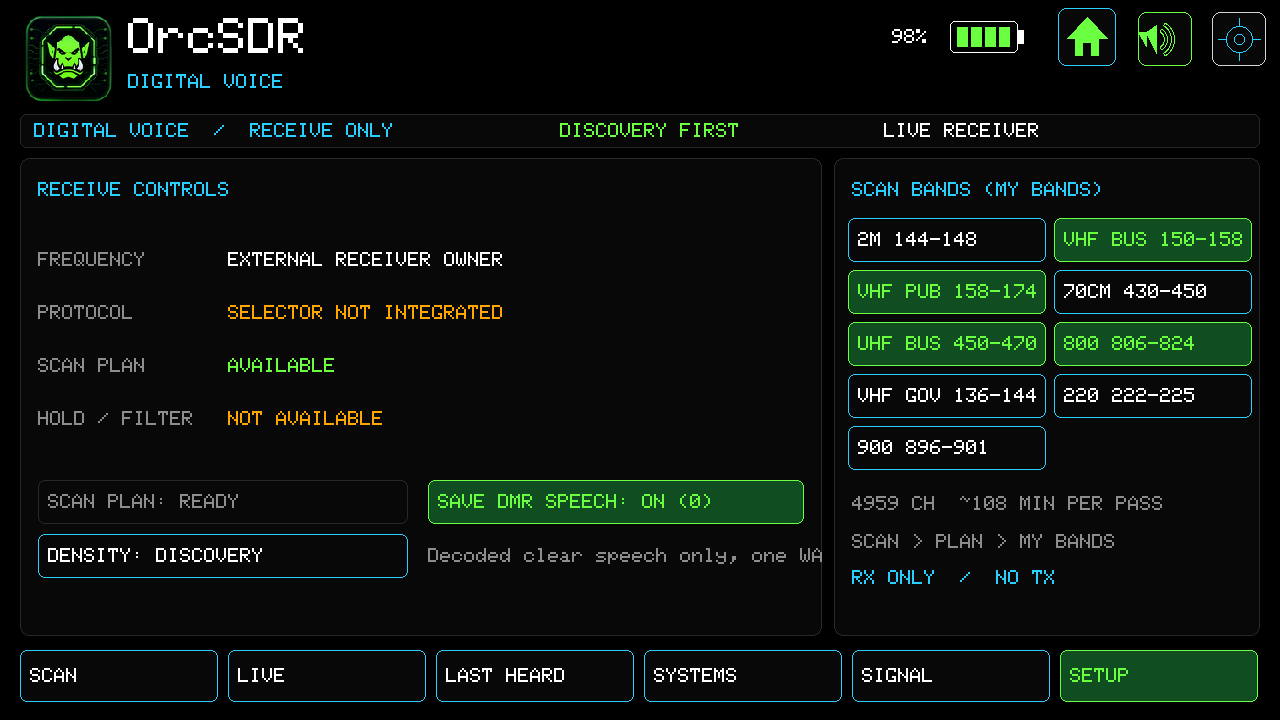 OrcSDR
DIGITAL VOICE
98%
DIGITAL VOICE / RECEIVE ONLY
DISCOVERY FIRST
LIVE RECEIVER
RECEIVE CONTROLS
FREQUENCY EXTERNAL RECEIVER OWNER
PROTOCOL SELECTOR NOT INTEGRATED
SCAN PLAN AVAILABLE
HOLD / FILTER NOT AVAILABLE
SCAN PLAN: READY
SAVE DMR SPEECH: ON (0)
DENSITY: DISCOVERY
Decoded clear speech only, one WA
SCAN BANDS (MY BANDS)
2M 144-148
VHF BUS 150-158
VHF PUB 158-174
70CM 430-450
UHF BUS 450-470
800 806-824
VHF GOV 136-144
220 222-225
900 896-901
4959 CH ~108 MIN PER PASS
SCAN > PLAN > MY BANDS
RX ONLY / NO TX
SCAN
LIVE
LAST HEARD
SYSTEMS
SIGNAL
SETUP